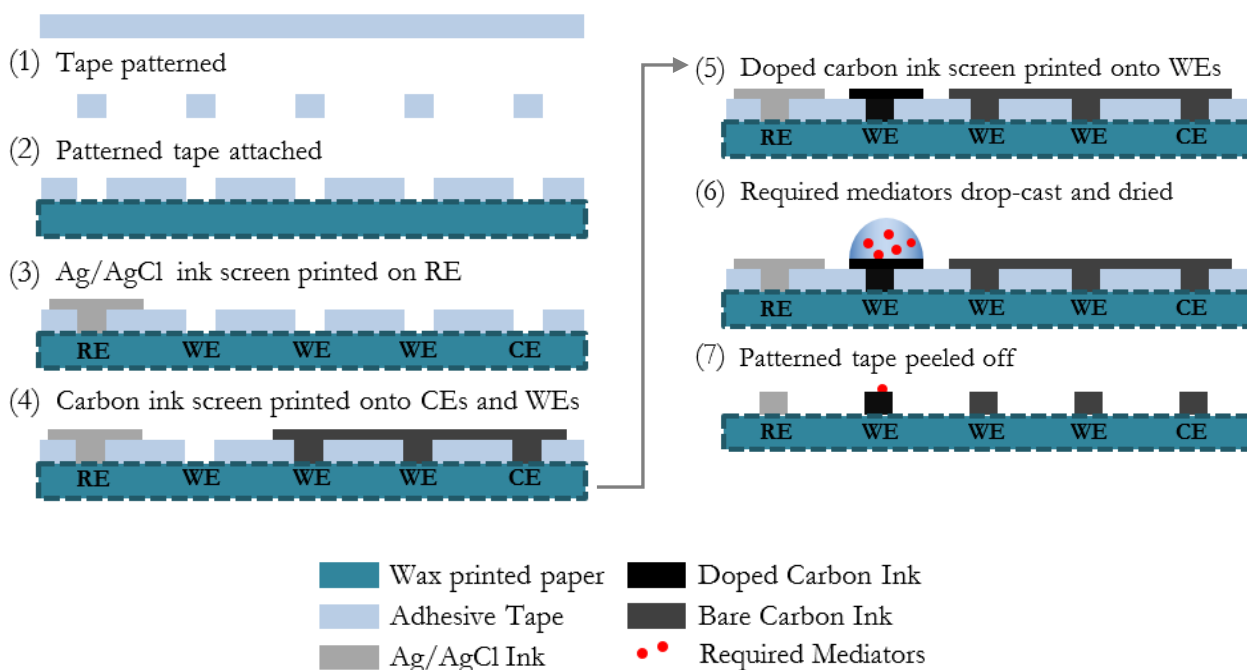 (1) Tape patterned
(2) Patterned tape attached
(3) Ag/AgCl ink screen printed on RE
RE WE WE WE CE
(4) Carbon ink screen printed onto CEs and WEs
RE WE WE WE CE
(5) Doped carbon ink screen printed onto WEs
RE WE WE WE CE
(6) Required mediators drop-cast and dried
RE WE WE WE CE
(7) Patterned tape peeled off
RE WE WE WE CE
Wax printed paper
Adhesive Tape
Ag/AgCl Ink
Doped Carbon Ink
Bare Carbon Ink
Required Mediators